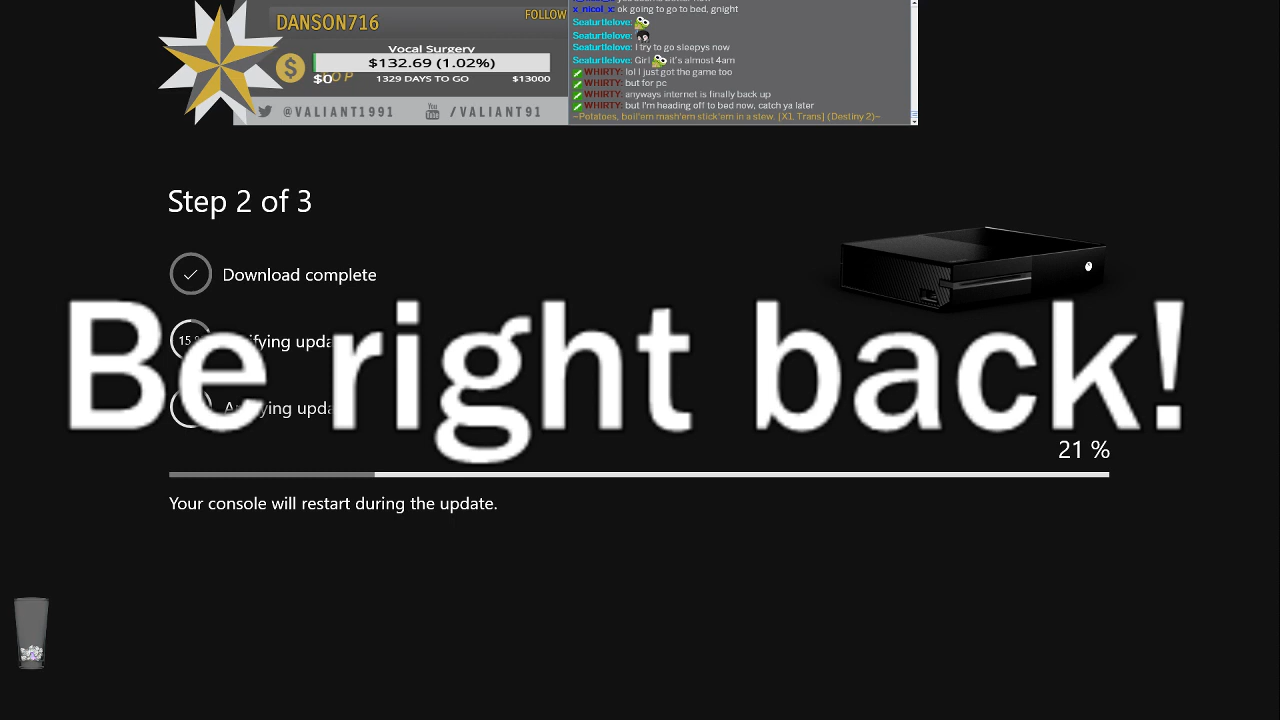 DANSON716
FOLLOW
Vocal Surgery
$132.69 (1.02%)
$0
1329 DAYS TO GO
$13000
@VALIANT1991
You
/VALIANT91
x_nicol_x: ok going to go to bed, gnight
Seaturtlelove:
Seaturtlelove:
Seaturtlelove: I try to go sleepys now
Seaturtlelove: Girl it's almost 4am
WHIRTY: lol I just got the game too
WHIRTY: but for pc
WHIRTY: anyways internet is finally back up
WHIRTY: but I'm heading off to bed now, catch ya later
~Potatoes, boil'em mash'em stick'em in a stew. [X1, Trans] (Destiny 2)~
Step 2 of 3
Download complete
Be right back!
21 %
Your console will restart during the update.